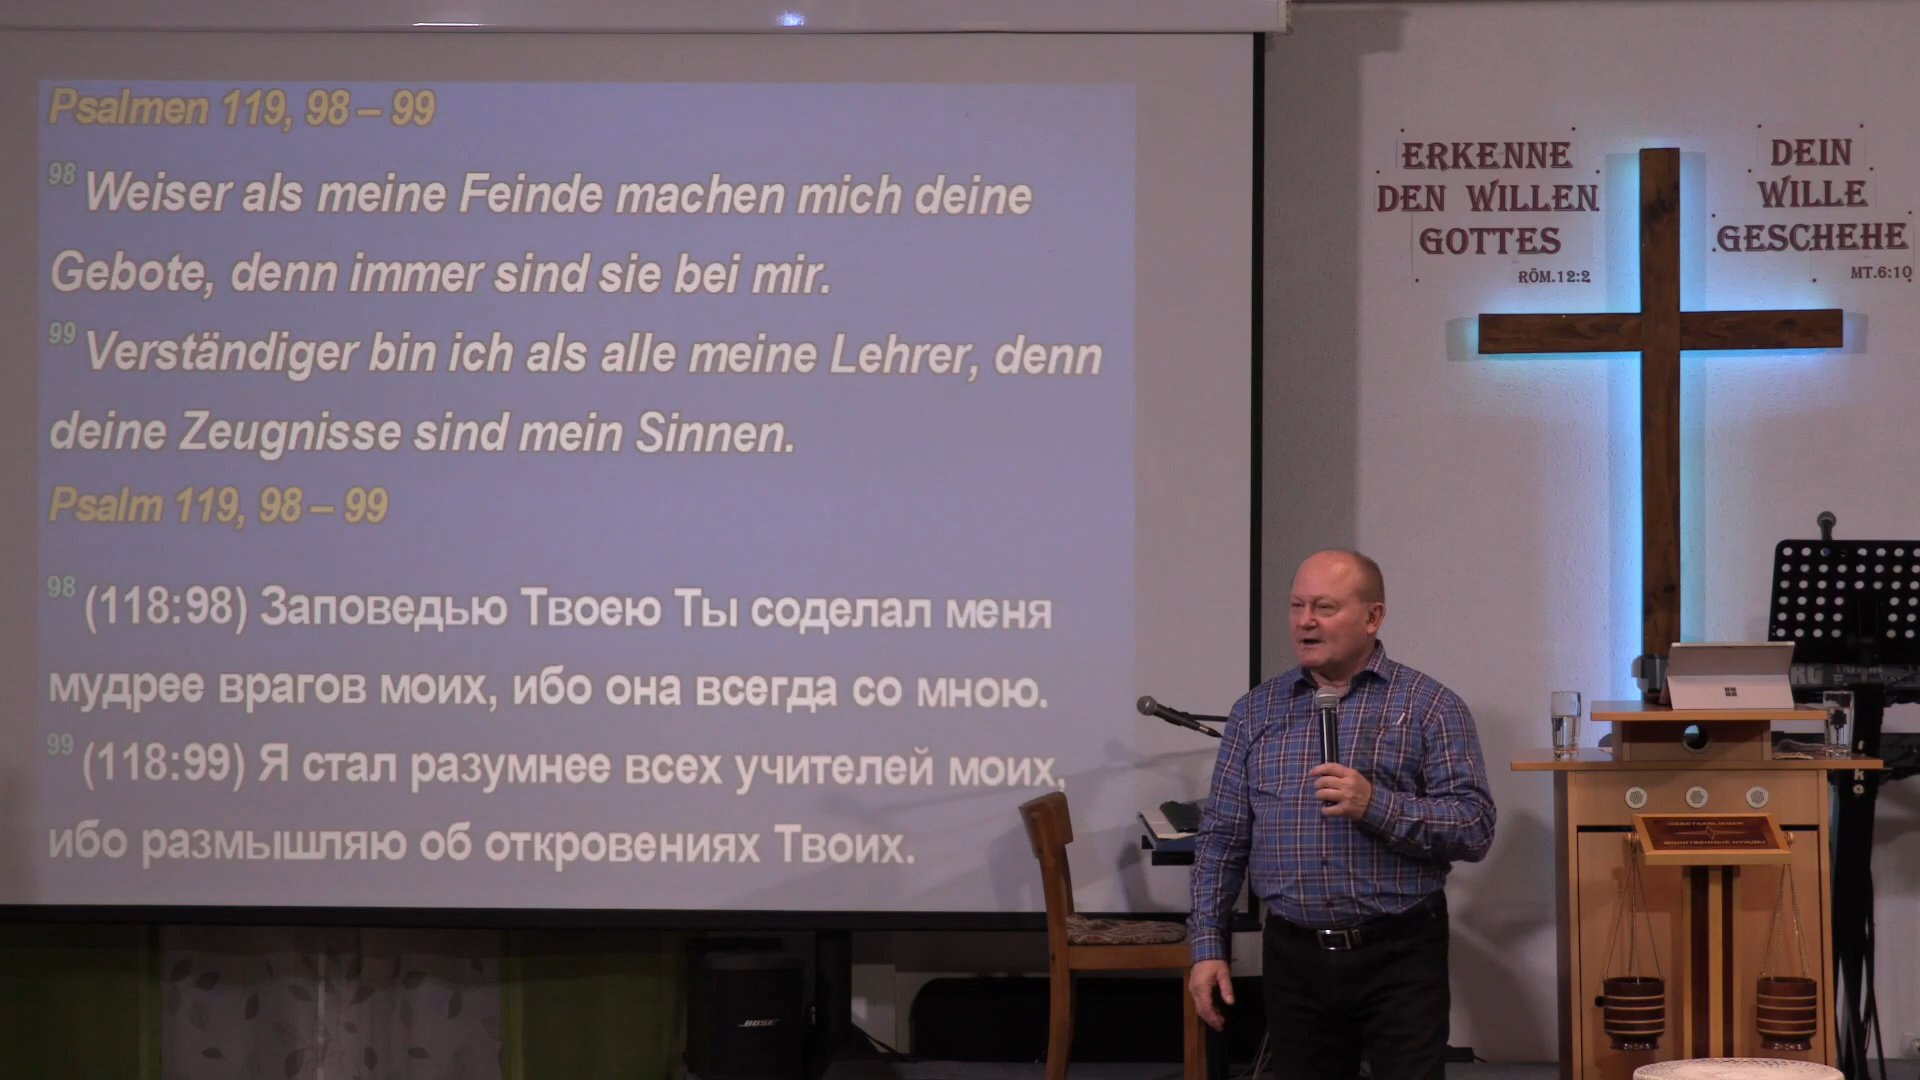 Psalmen 119, 98 – 99
98 Weiser als meine Feinde machen mich deine
Gebote, denn immer sind sie bei mir.
99 Verständiger bin ich als alle meine Lehrer, denn
deine Zeugnisse sind mein Sinnen.
Psalm 119, 98 – 99
98 (118:98) Заповедью Твоею Ты соделал меня
мудрее врагов моих, ибо она всегда со мною.
99 (118:99) Я стал разумнее всех учителей моих,
ибо размышляю об откровениях Твоих.
ERKENNE
DEN WILLEN
GOTTES
RÖM.12:2
DEIN
WILLE
GESCHEHE
MT.6:10
BOSE